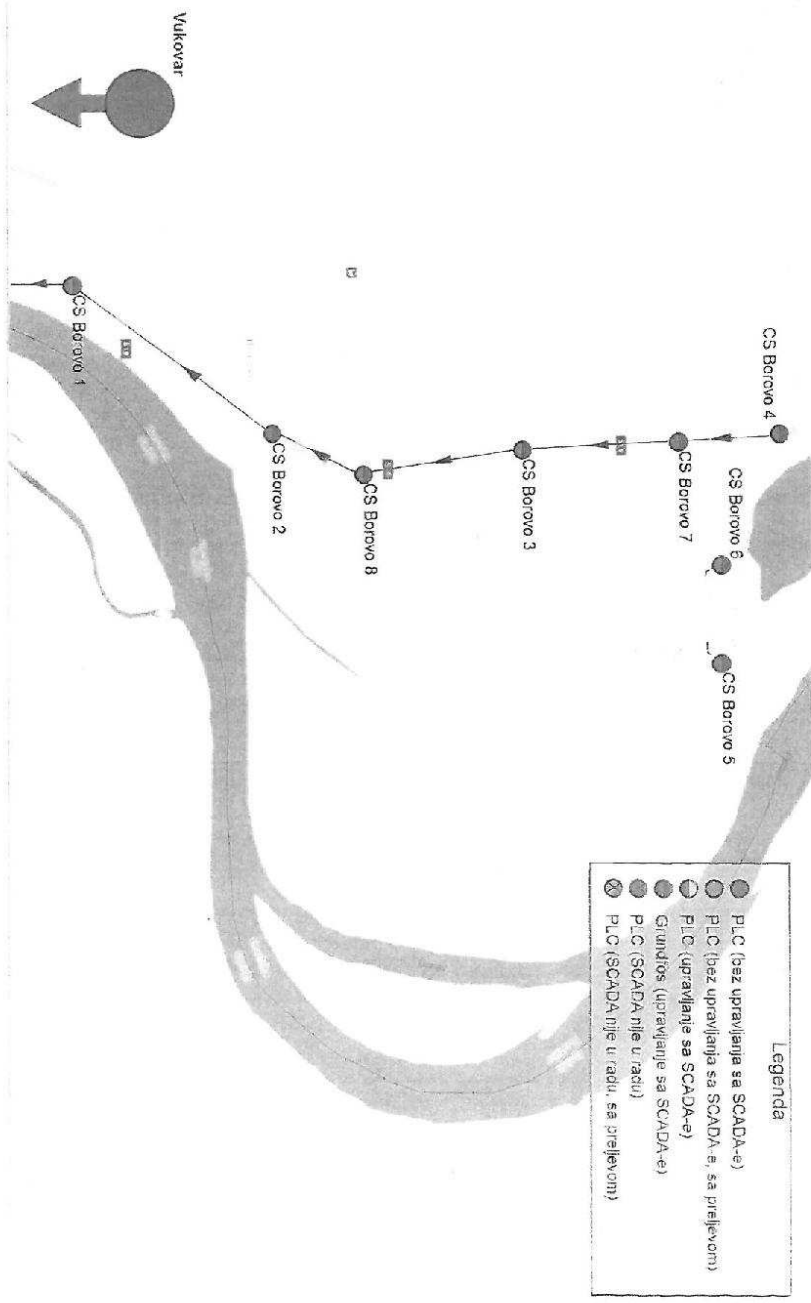 Vukovar
CS Borovo 4
CS Borovo 6
CS Borovo 7
CS Borovo 5
CS Borovo 3
CS Borovo 8
CS Borovo 2
CS Borovo 1
Legenda
PLC (bez upravljanja sa SCADA-e)
PLC (bez upravljanja sa SCADA-e, sa preljevom)
PLC (upravljanje sa SCADA-e)
Grundfos (upravljanje sa SCADA-e)
PLC (SCADA nije u radu)
PLC (SCADA nije u radu, sa preljevom)